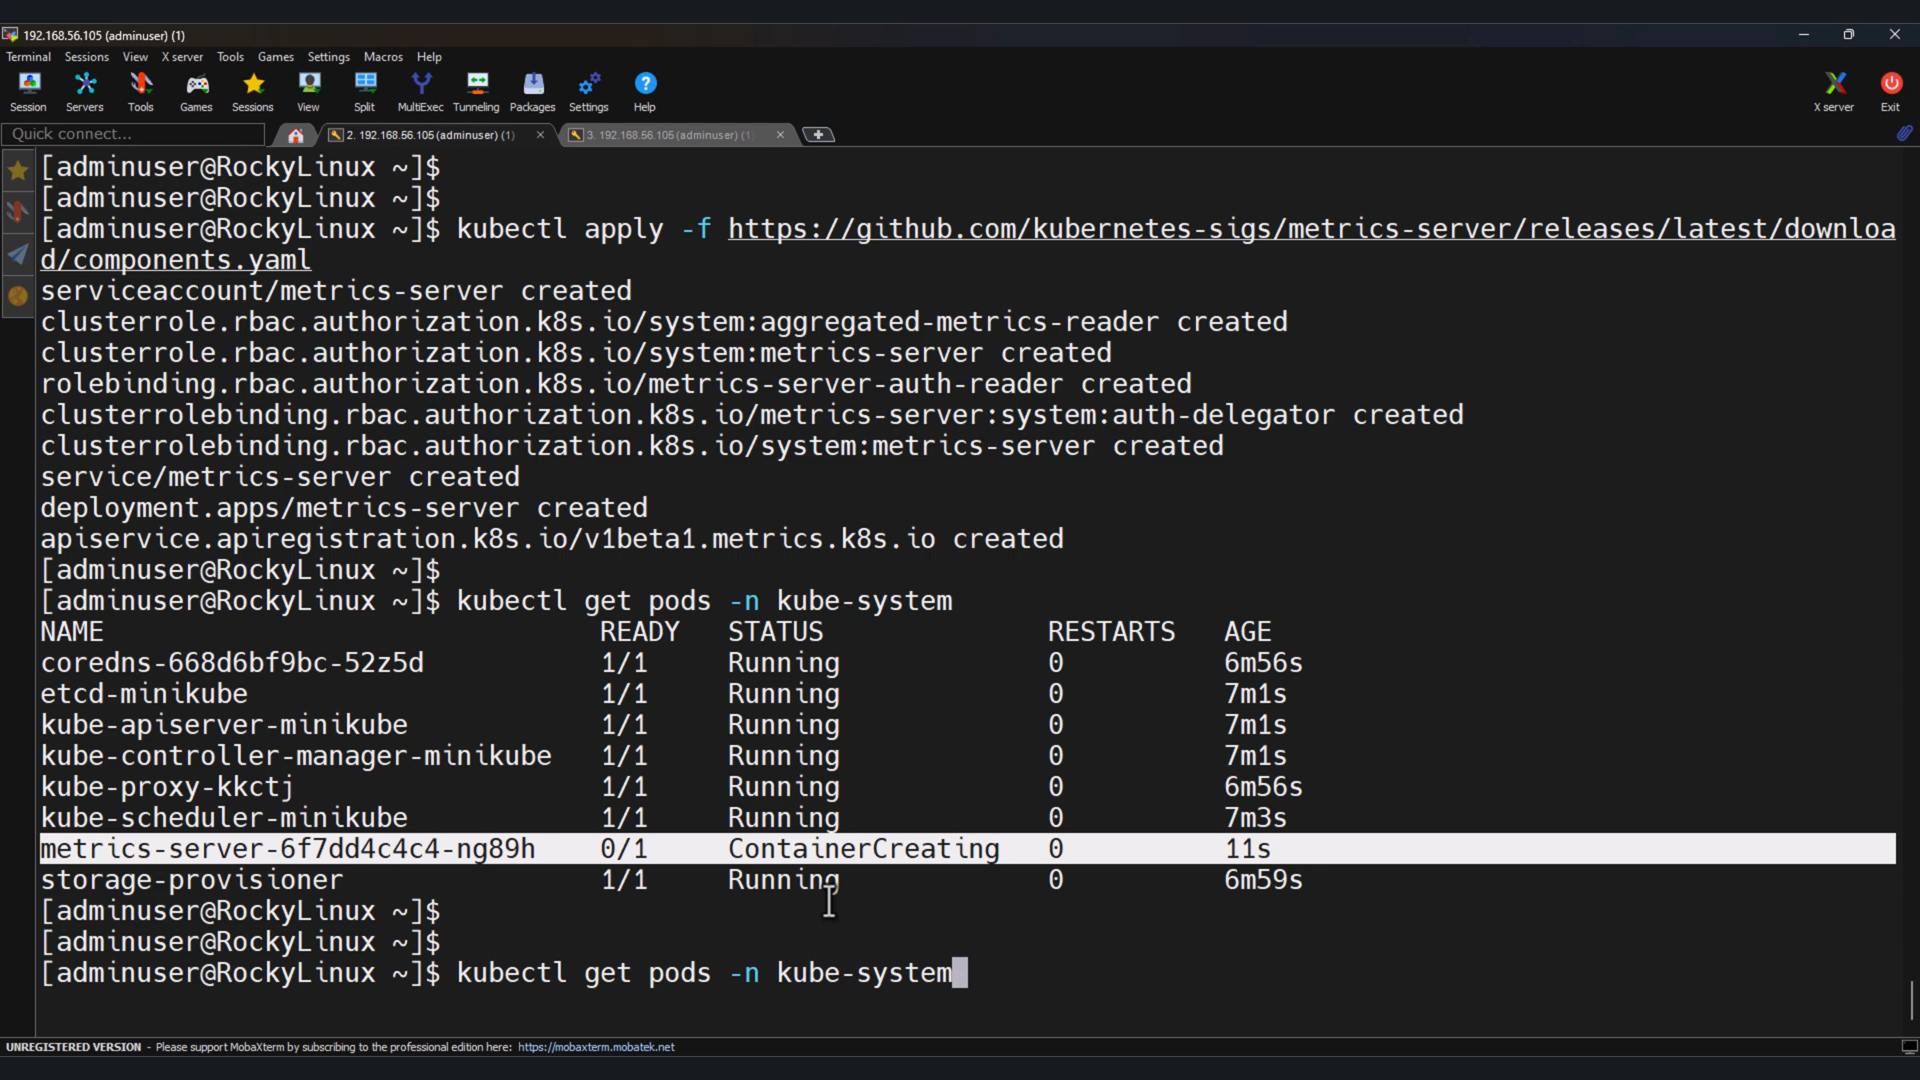 192.168.56.105 (adminuser) (1)
Terminal Sessions View X server Tools Games Settings Macros Help
Session Servers Tools Games Sessions View Split MultiExec Tunneling Packages Settings Help X server Exit
Quick connect... 2. 192.168.56.105 (adminuser) (1) 3. 192.168.56.105 (adminuser) (1)
[adminuser@RockyLinux ~]$
[adminuser@RockyLinux ~]$
[adminuser@RockyLinux ~]$ kubectl apply -f https://github.com/kubernetes-sigs/metrics-server/releases/latest/downloa
d/components.yaml
serviceaccount/metrics-server created
clusterrole.rbac.authorization.k8s.io/system:aggregated-metrics-reader created
clusterrole.rbac.authorization.k8s.io/system:metrics-server created
rolebinding.rbac.authorization.k8s.io/metrics-server-auth-reader created
clusterrolebinding.rbac.authorization.k8s.io/metrics-server:system:auth-delegator created
clusterrolebinding.rbac.authorization.k8s.io/system:metrics-server created
service/metrics-server created
deployment.apps/metrics-server created
apiservice.apiregistration.k8s.io/v1beta1.metrics.k8s.io created
[adminuser@RockyLinux ~]$
[adminuser@RockyLinux ~]$ kubectl get pods -n kube-system
NAME READY STATUS RESTARTS AGE
coredns-668d6bf9bc-52z5d 1/1 Running 0 6m56s
etcd-minikube 1/1 Running 0 7m1s
kube-apiserver-minikube 1/1 Running 0 7m1s
kube-controller-manager-minikube 1/1 Running 0 7m1s
kube-proxy-kkctj 1/1 Running 0 6m56s
kube-scheduler-minikube 1/1 Running 0 7m3s
metrics-server-6f7dd4c4c4-ng89h 0/1 ContainerCreating 0 11s
storage-provisioner 1/1 Running 0 6m59s
[adminuser@RockyLinux ~]$
[adminuser@RockyLinux ~]$
[adminuser@RockyLinux ~]$ kubectl get pods -n kube-system
UNREGISTERED VERSION - Please support MobaXterm by subscribing to the professional edition here: https://mobaxterm.mobatek.net